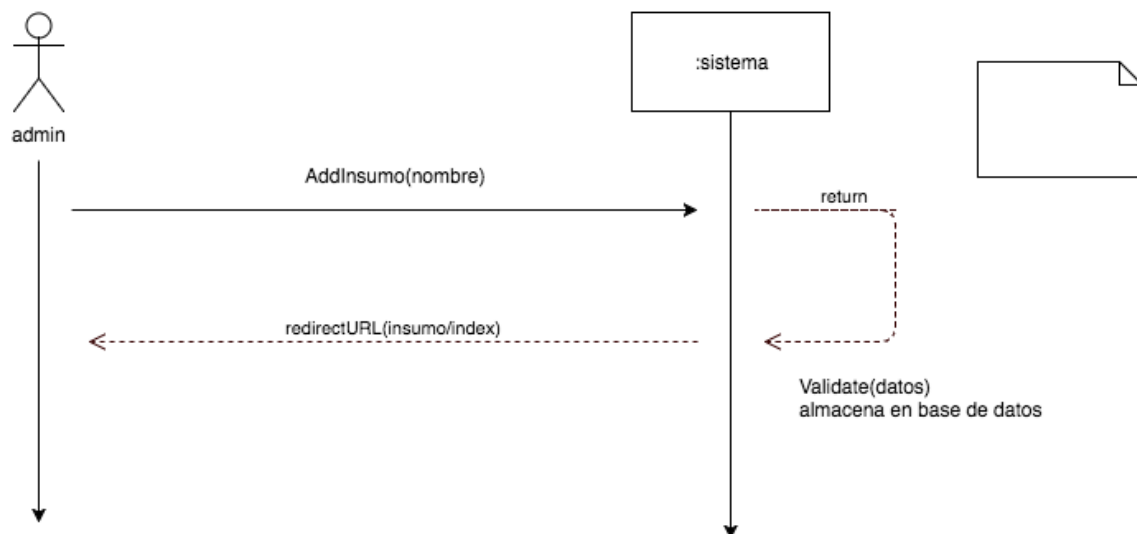 :sistema
admin
AddInsumo(nombre)
return
redirectURL(insumo/index)
Validate(datos)
almacena en base de datos